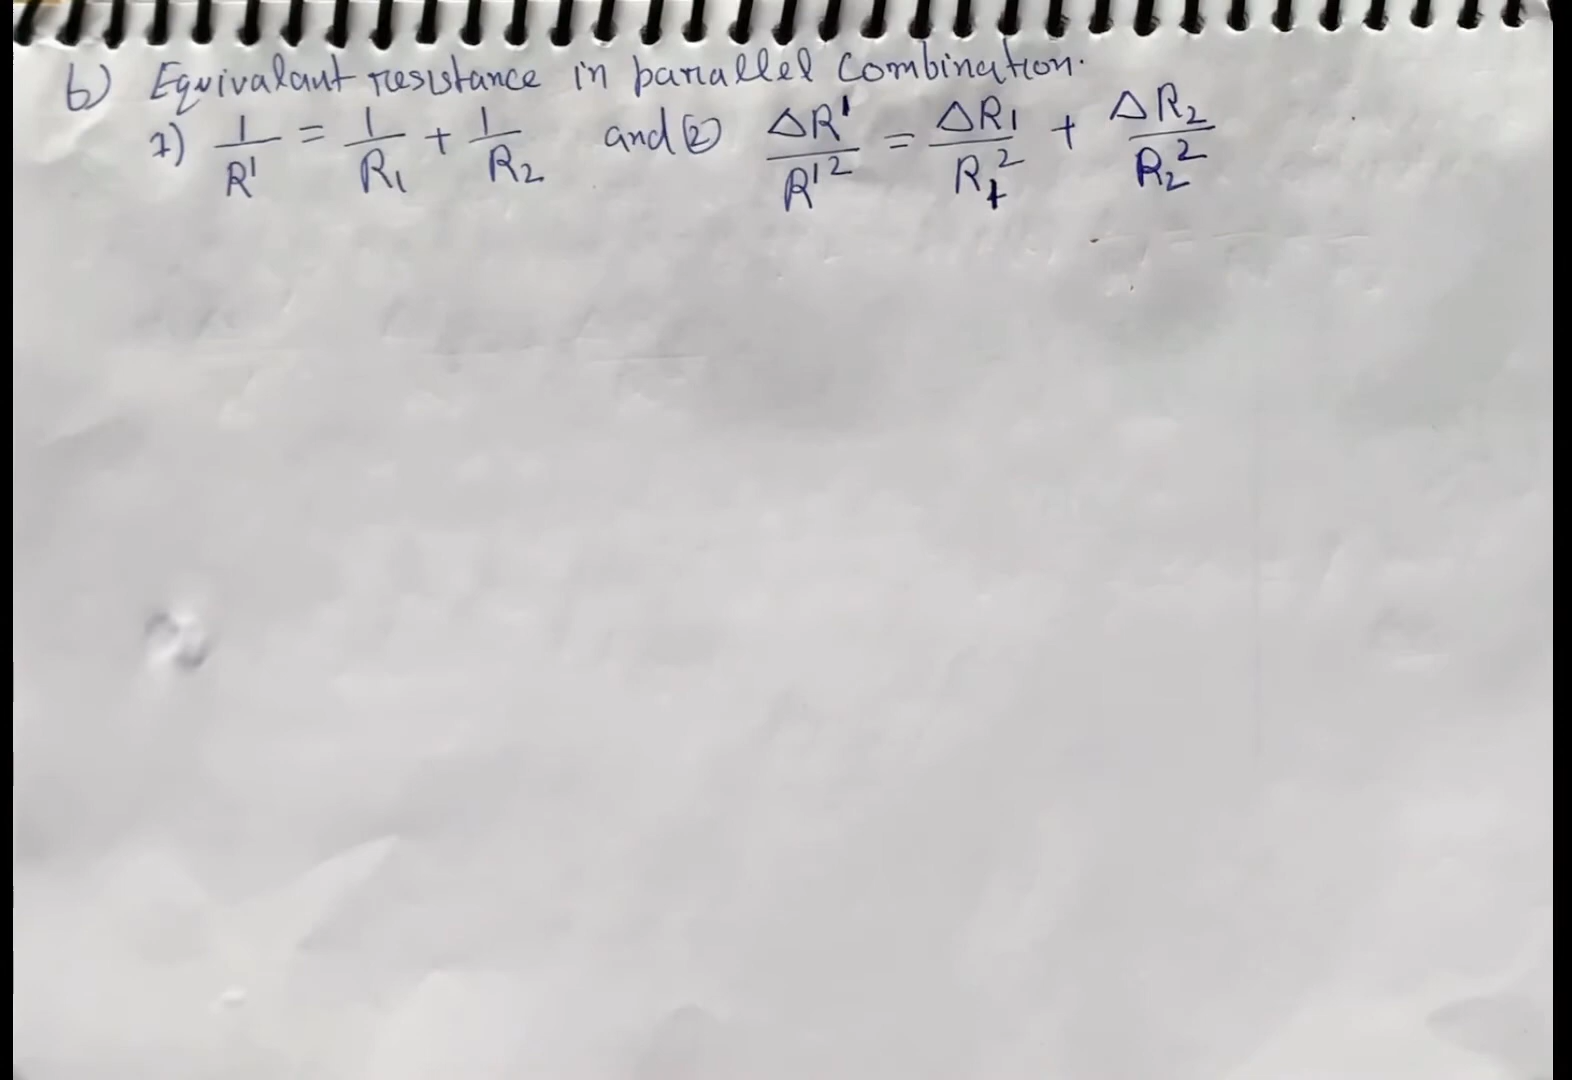 b) Equivalant resistance in parallel combination.
1) 1/R' = 1/R₁ + 1/R₂ and (2) ΔR'/R'² = ΔR₁/R₁² + ΔR₂/R₂²